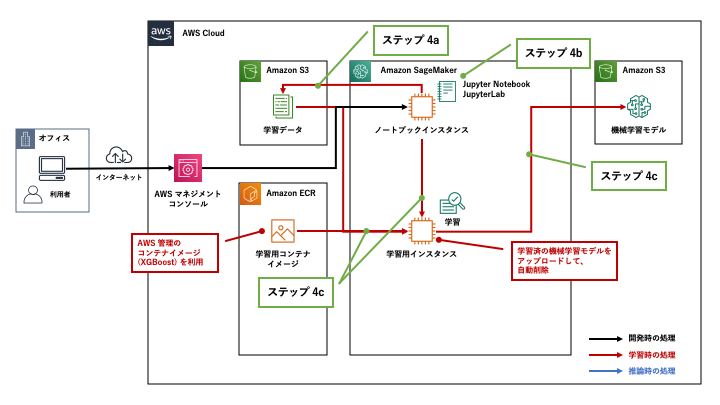 aws
AWS Cloud
ステップ 4a
ステップ 4b
Amazon S3
Amazon SageMaker
Amazon S3
Jupyter Notebook
JupyterLab
学習データ
ノートブックインスタンス
機械学習モデル
オフィス
利用者
インターネット
AWS マネジメント
コンソール
ステップ 4c
Amazon ECR
学習
AWS 管理の
コンテナイメージ
(XGBoost) を利用
学習用コンテナ
イメージ
学習用インスタンス
学習済の機械学習モデルを
アップロードして、
自動削除
ステップ 4c
開発時の処理
学習時の処理
推論時の処理